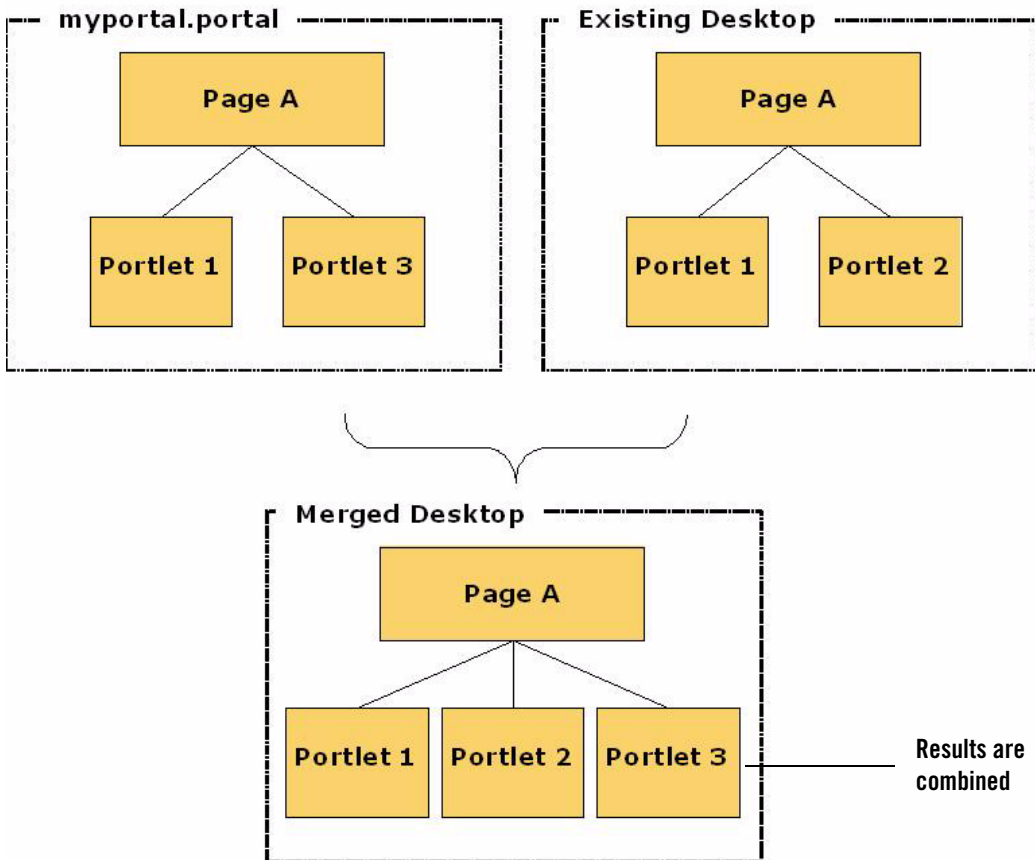 myportal.portal
Page A
Portlet 1
Portlet 3
Existing Desktop
Page A
Portlet 1
Portlet 2
Merged Desktop
Page A
Portlet 1
Portlet 2
Portlet 3
Results are
combined